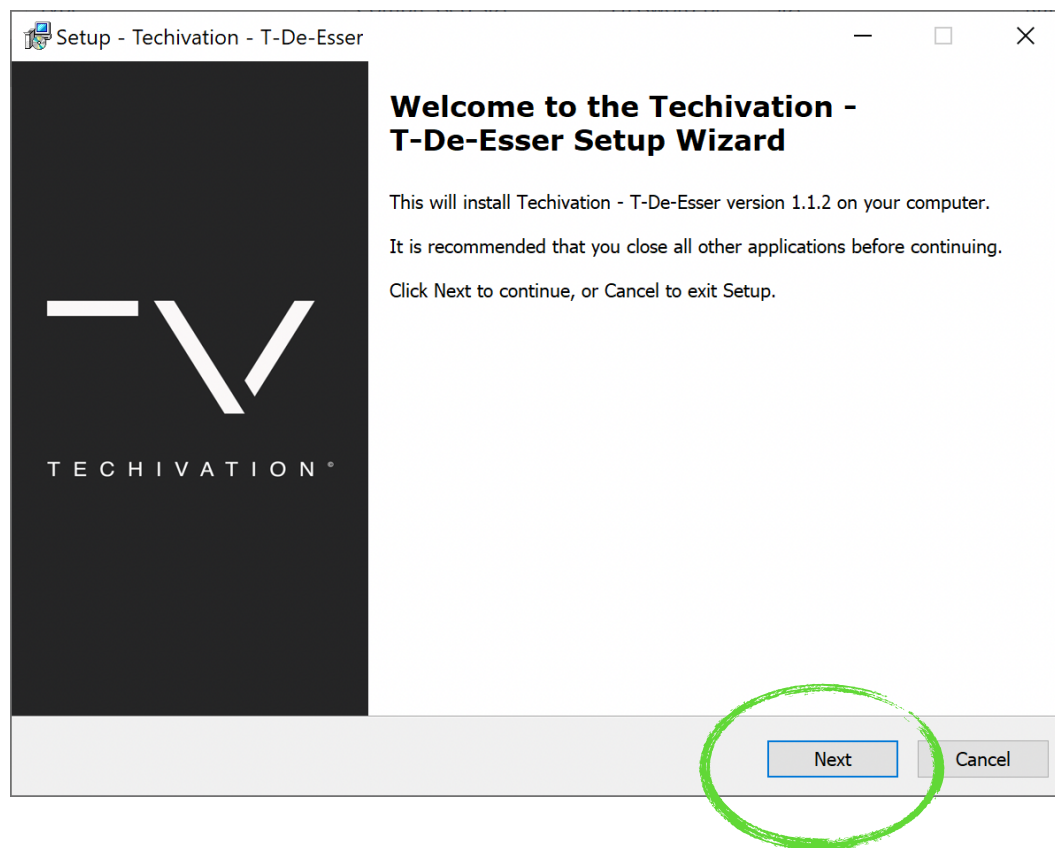 Setup - Techivation - T-De-Esser
Welcome to the Techivation -
T-De-Esser Setup Wizard
This will install Techivation - T-De-Esser version 1.1.2 on your computer.
It is recommended that you close all other applications before continuing.
Click Next to continue, or Cancel to exit Setup.
TECHIVATION®
Next
Cancel